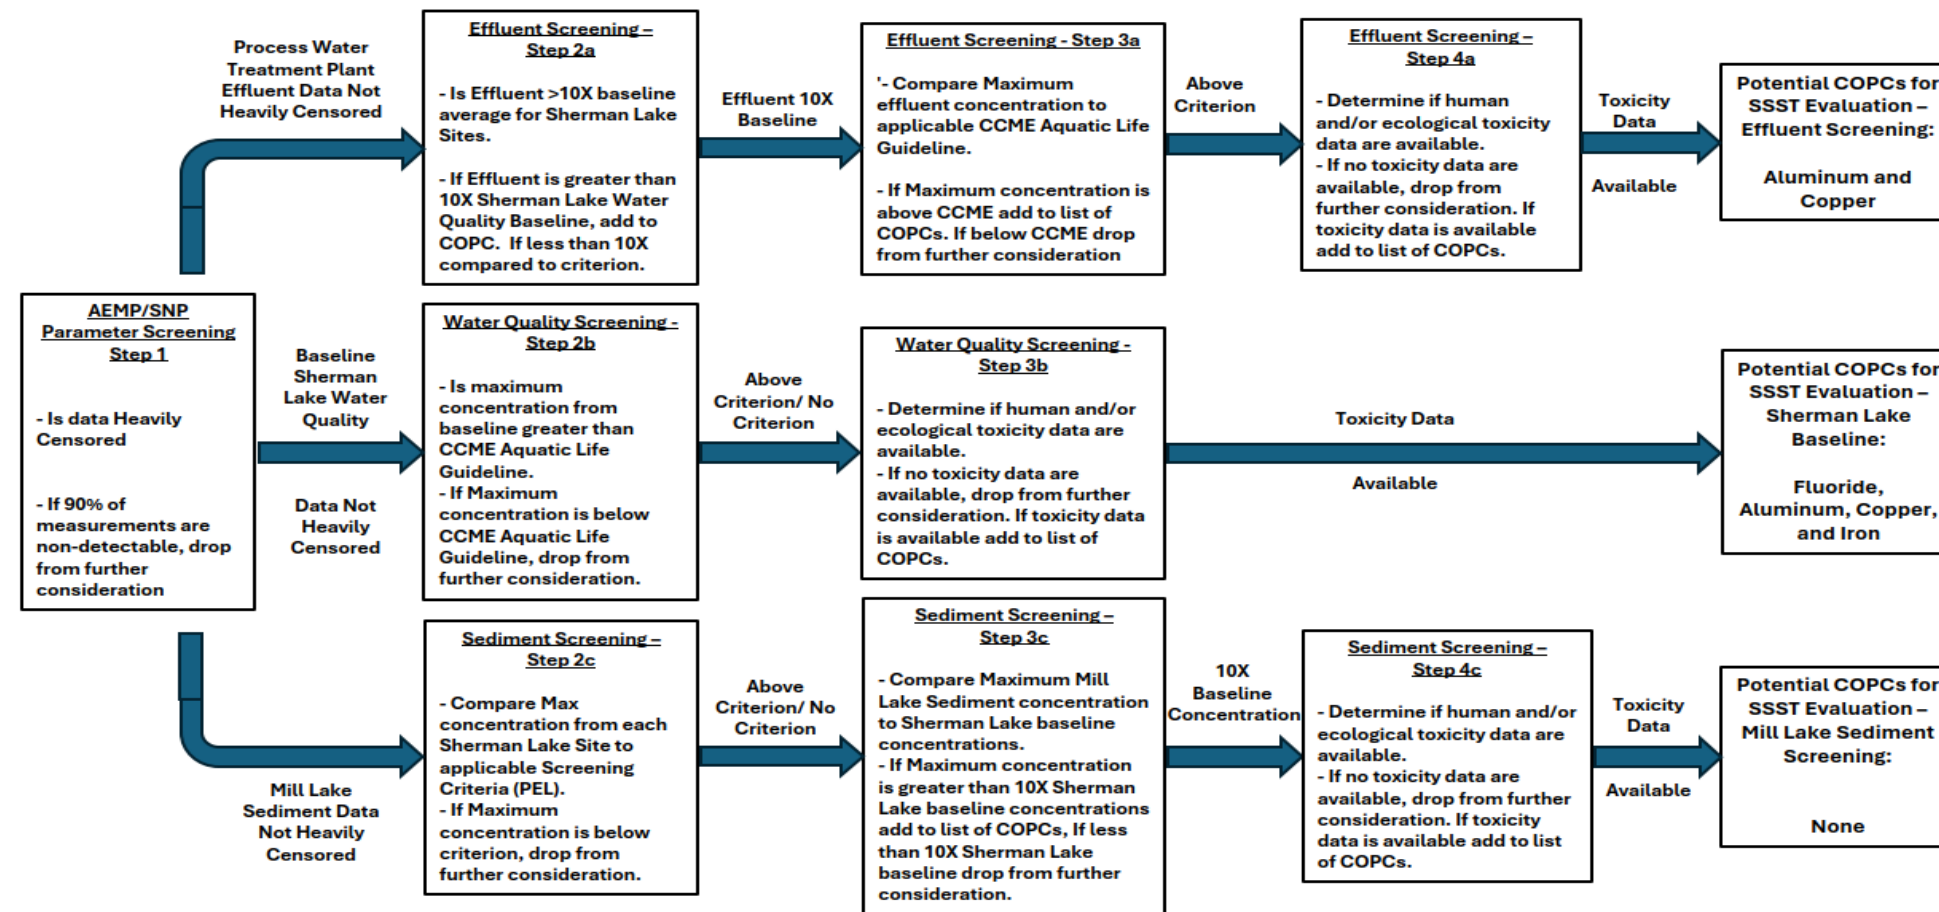 Process Water
Treatment Plant
Effluent Data Not
Heavily Censored
Effluent Screening –
Step 2a
- Is Effluent >10X baseline
average for Sherman Lake
Sites.
- If Effluent is greater than
10X Sherman Lake Water
Quality Baseline, add to
COPC.  If less than 10X
compared to criterion.
Effluent 10X
Baseline
Effluent Screening - Step 3a
'- Compare Maximum
effluent concentration to
applicable CCME Aquatic Life
Guideline.
- If Maximum concentration is
above CCME add to list of
COPCs. If below CCME drop
from further consideration
Above
Criterion
Effluent Screening –
Step 4a
- Determine if human
and/or ecological toxicity
data are available.
- If no toxicity data are
available, drop from
further consideration. If
toxicity data is available
add to list of COPCs.
Toxicity
Data
Available
Potential COPCs for
SSST Evaluation –
Effluent Screening:
Aluminum and
Copper
AEMP/SNP
Parameter Screening
Step 1
- Is data Heavily
Censored
- If 90% of
measurements are
non-detectable, drop
from further
consideration
Baseline
Sherman
Lake Water
Quality
Data Not
Heavily
Censored
Water Quality Screening -
Step 2b
- Is maximum
concentration from
baseline greater than
CCME Aquatic Life
Guideline.
- If Maximum
concentration is below
CCME Aquatic Life
Guideline, drop from
further consideration.
Above
Criterion/ No
Criterion
Water Quality Screening -
Step 3b
- Determine if human and/or
ecological toxicity data are
available.
- If no toxicity data are
available, drop from further
consideration. If toxicity data
is available add to list of
COPCs.
Toxicity Data
Available
Potential COPCs for
SSST Evaluation –
Sherman Lake
Baseline:
Fluoride,
Aluminum, Copper,
and Iron
Mill Lake
Sediment Data
Not Heavily
Censored
Sediment Screening –
Step 2c
- Compare Max
concentration from each
Sherman Lake Site to
applicable Screening
Criteria (PEL).
- If Maximum
concentration is below
criterion, drop from
further consideration.
Above
Criterion/ No
Criterion
Sediment Screening –
Step 3c
- Compare Maximum Mill
Lake Sediment concentration
to Sherman Lake baseline
concentrations.
- If Maximum concentration
is greater than 10X Sherman
Lake baseline concentrations
add to list of COPCs, If less
than 10X Sherman Lake
baseline drop from further
consideration.
10X
Baseline
Concentration
Sediment Screening –
Step 4c
- Determine if human and/or
ecological toxicity data are
available.
- If no toxicity data are
available, drop from further
consideration. If toxicity
data is available add to list
of COPCs.
Toxicity
Data
Available
Potential COPCs for
SSST Evaluation –
Mill Lake Sediment
Screening:
None